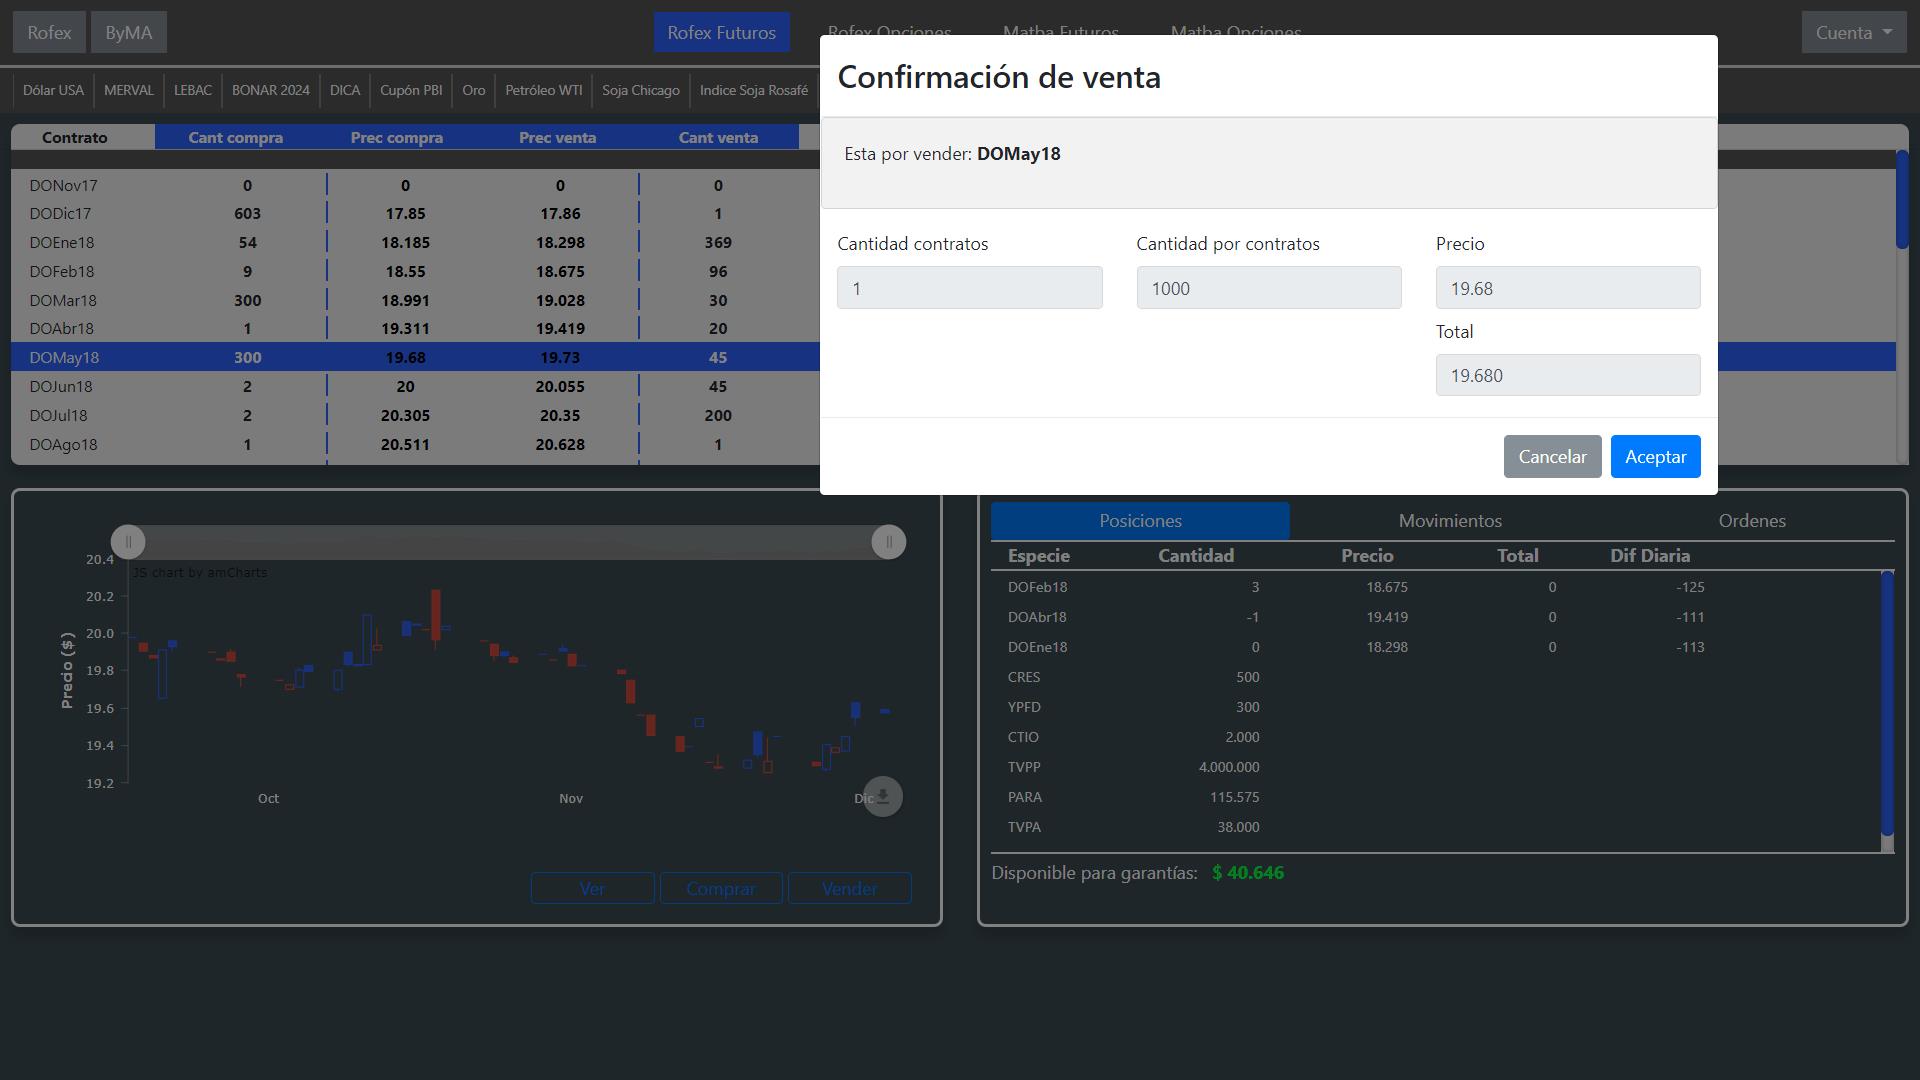 Rofex ByMA Rofex Futuros Rofex Opciones Matba Futuros Matba Opciones Cuenta
Dólar USA MERVAL LEBAC BONAR 2024 DICA Cupón PBI Oro Petróleo WTI Soja Chicago Indice Soja Rosafé
Contrato Cant compra Prec compra Prec venta Cant venta
DONov17 0 0 0 0
DODic17 603 17.85 17.86 1
DOEne18 54 18.185 18.298 369
DOFeb18 9 18.55 18.675 96
DOMar18 300 18.991 19.028 30
DOAbr18 1 19.311 19.419 20
DOMay18 300 19.68 19.73 45
DOJun18 2 20 20.055 45
DOJul18 2 20.305 20.35 200
DOAgo18 1 20.511 20.628 1
Confirmación de venta
Esta por vender: DOMay18
Cantidad contratos Cantidad por contratos Precio
1 1000 19.68
Total
19.680
Cancelar Aceptar
JS chart by amCharts
Predo ($)
20.4
20.2
20.0
19.8
19.6
19.4
19.2
Oct Nov Dic
Ver Comprar Vender
Posiciones Movimientos Ordenes
Especie Cantidad Precio Total Dif Diaria
DOFeb18 3 18.675 0 -125
DOAbr18 -1 19.419 0 -111
DOEne18 0 18.298 0 -113
CRES 500
YPFD 300
CTIO 2.000
TVPP 4.000.000
PARA 115.575
TVPA 38.000
Disponible para garantías: $ 40.646